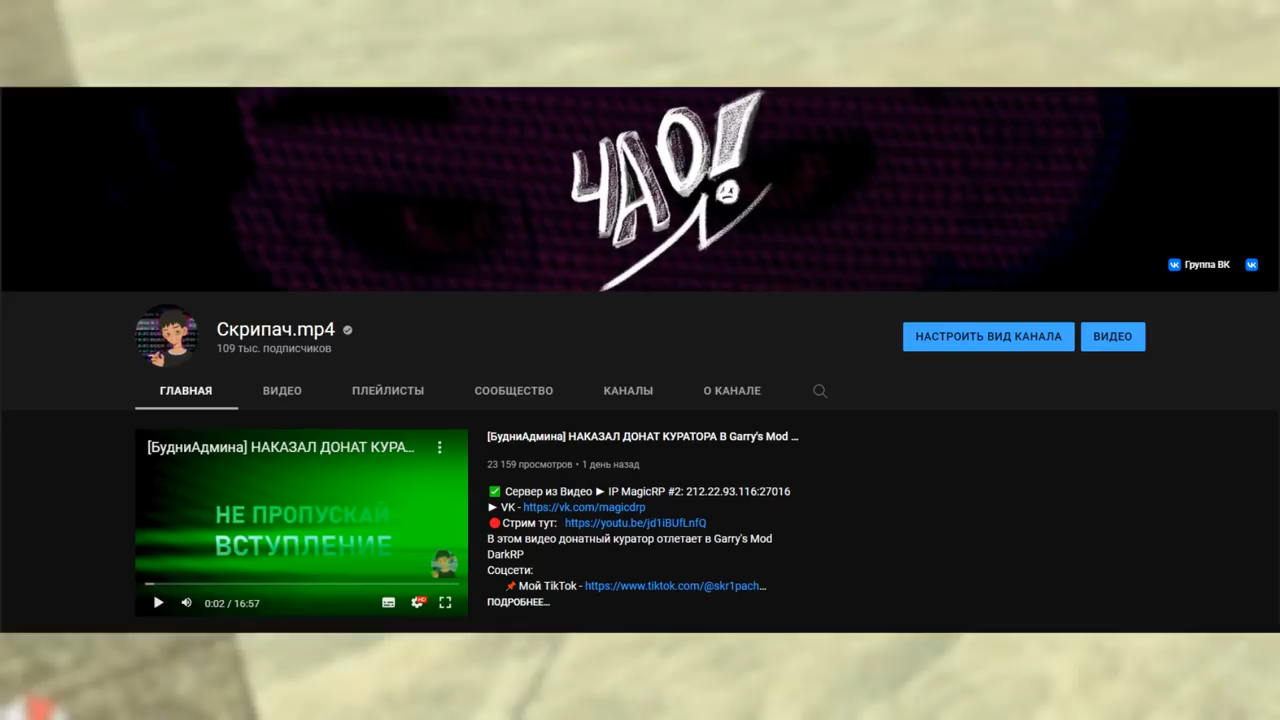 ЧАО!
Группа ВК
Скрипач.mp4
109 тыс. подписчиков
НАСТРОИТЬ ВИД КАНАЛА
ВИДЕО
ГЛАВНАЯ
ВИДЕО
ПЛЕЙЛИСТЫ
СООБЩЕСТВО
КАНАЛЫ
О КАНАЛЕ
[БудниАдмина] НАКАЗАЛ ДОНАТ КУРА...
НЕ ПРОПУСКАЙ
ВСТУПЛЕНИЕ
0:02 / 16:57
HD
[БудниАдмина] НАКАЗАЛ ДОНАТ КУРАТОРА В Garry's Mod ...
23 159 просмотров • 1 день назад
✅ Сервер из Видео ► IP MagicRP #2: 212.22.93.116:27016
► VK - https://vk.com/magicdrp
🔴Стрим тут: https://youtu.be/jd1iBUfLnfQ
В этом видео донатный куратор отлетает в Garry's Mod
DarkRP
Соцсети:
📌 Мой TikTok - https://www.tiktok.com/@skr1pach...
ПОДРОБНЕЕ...